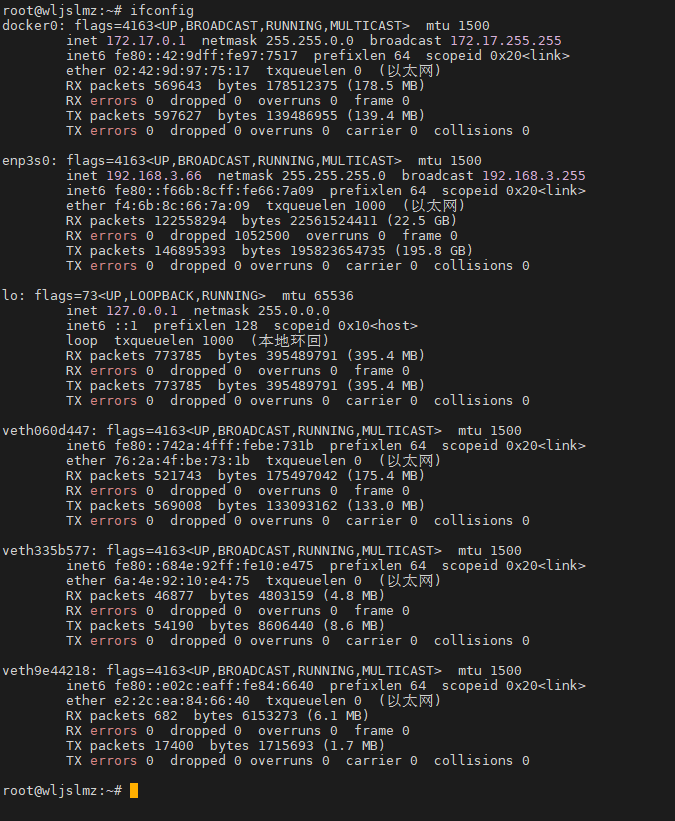 root@wljslmz:~# ifconfig
docker0: flags=4163<UP,BROADCAST,RUNNING,MULTICAST>  mtu 1500
        inet 172.17.0.1  netmask 255.255.0.0  broadcast 172.17.255.255
        inet6 fe80::42:9dff:fe97:7517  prefixlen 64  scopeid 0x20<link>
        ether 02:42:9d:97:75:17  txqueuelen 0  (以太网)
        RX packets 569643  bytes 178512375 (178.5 MB)
        RX errors 0  dropped 0  overruns 0  frame 0
        TX packets 597627  bytes 139486955 (139.4 MB)
        TX errors 0  dropped 0 overruns 0  carrier 0  collisions 0

enp3s0: flags=4163<UP,BROADCAST,RUNNING,MULTICAST>  mtu 1500
        inet 192.168.3.66  netmask 255.255.255.0  broadcast 192.168.3.255
        inet6 fe80::f66b:8cff:fe66:7a09  prefixlen 64  scopeid 0x20<link>
        ether f4:6b:8c:66:7a:09  txqueuelen 1000  (以太网)
        RX packets 122558294  bytes 22561524411 (22.5 GB)
        RX errors 0  dropped 1052500  overruns 0  frame 0
        TX packets 146895393  bytes 195823654735 (195.8 GB)
        TX errors 0  dropped 0 overruns 0  carrier 0  collisions 0

lo: flags=73<UP,LOOPBACK,RUNNING>  mtu 65536
        inet 127.0.0.1  netmask 255.0.0.0
        inet6 ::1  prefixlen 128  scopeid 0x10<host>
        loop  txqueuelen 1000  (本地环回)
        RX packets 773785  bytes 395489791 (395.4 MB)
        RX errors 0  dropped 0  overruns 0  frame 0
        TX packets 773785  bytes 395489791 (395.4 MB)
        TX errors 0  dropped 0 overruns 0  carrier 0  collisions 0

veth060d447: flags=4163<UP,BROADCAST,RUNNING,MULTICAST>  mtu 1500
        inet6 fe80::742a:4fff:febe:731b  prefixlen 64  scopeid 0x20<link>
        ether 76:2a:4f:be:73:1b  txqueuelen 0  (以太网)
        RX packets 521743  bytes 175497042 (175.4 MB)
        RX errors 0  dropped 0  overruns 0  frame 0
        TX packets 569008  bytes 133093162 (133.0 MB)
        TX errors 0  dropped 0 overruns 0  carrier 0  collisions 0

veth335b577: flags=4163<UP,BROADCAST,RUNNING,MULTICAST>  mtu 1500
        inet6 fe80::684e:92ff:fe10:e475  prefixlen 64  scopeid 0x20<link>
        ether 6a:4e:92:10:e4:75  txqueuelen 0  (以太网)
        RX packets 46877  bytes 4803159 (4.8 MB)
        RX errors 0  dropped 0  overruns 0  frame 0
        TX packets 54190  bytes 8606440 (8.6 MB)
        TX errors 0  dropped 0 overruns 0  carrier 0  collisions 0

veth9e44218: flags=4163<UP,BROADCAST,RUNNING,MULTICAST>  mtu 1500
        inet6 fe80::e02c:eaff:fe84:6640  prefixlen 64  scopeid 0x20<link>
        ether e2:2c:ea:84:66:40  txqueuelen 0  (以太网)
        RX packets 682  bytes 6153273 (6.1 MB)
        RX errors 0  dropped 0  overruns 0  frame 0
        TX packets 17400  bytes 1715693 (1.7 MB)
        TX errors 0  dropped 0 overruns 0  carrier 0  collisions 0

root@wljslmz:~#